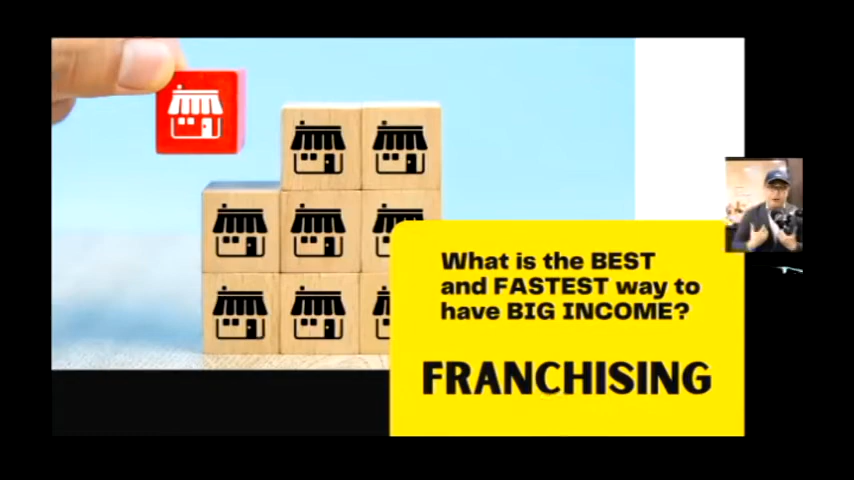 What is the BEST
and FASTEST way to
have BIG INCOME?
FRANCHISING